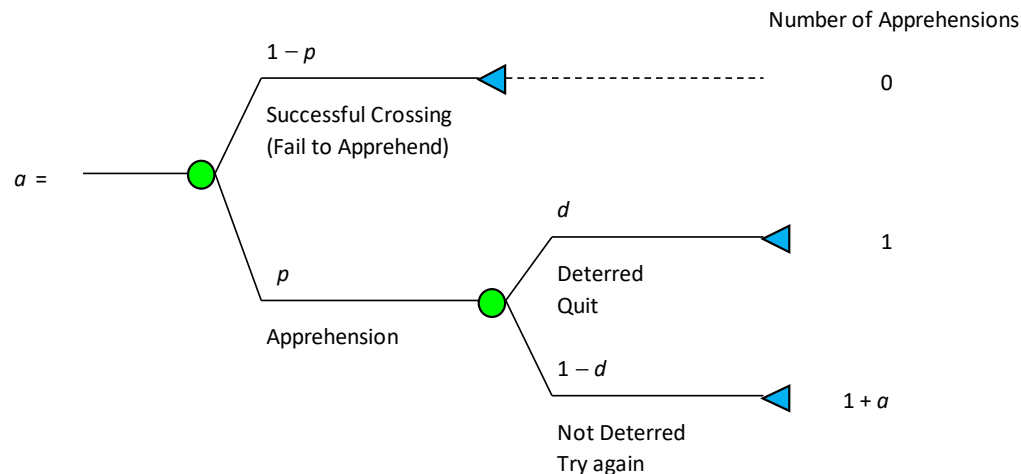 Number of Apprehensions
1 – p
0
Successful Crossing
(Fail to Apprehend)
a =
d
1
p
Deterred
Quit
Apprehension
1 – d
1 + a
Not Deterred
Try again